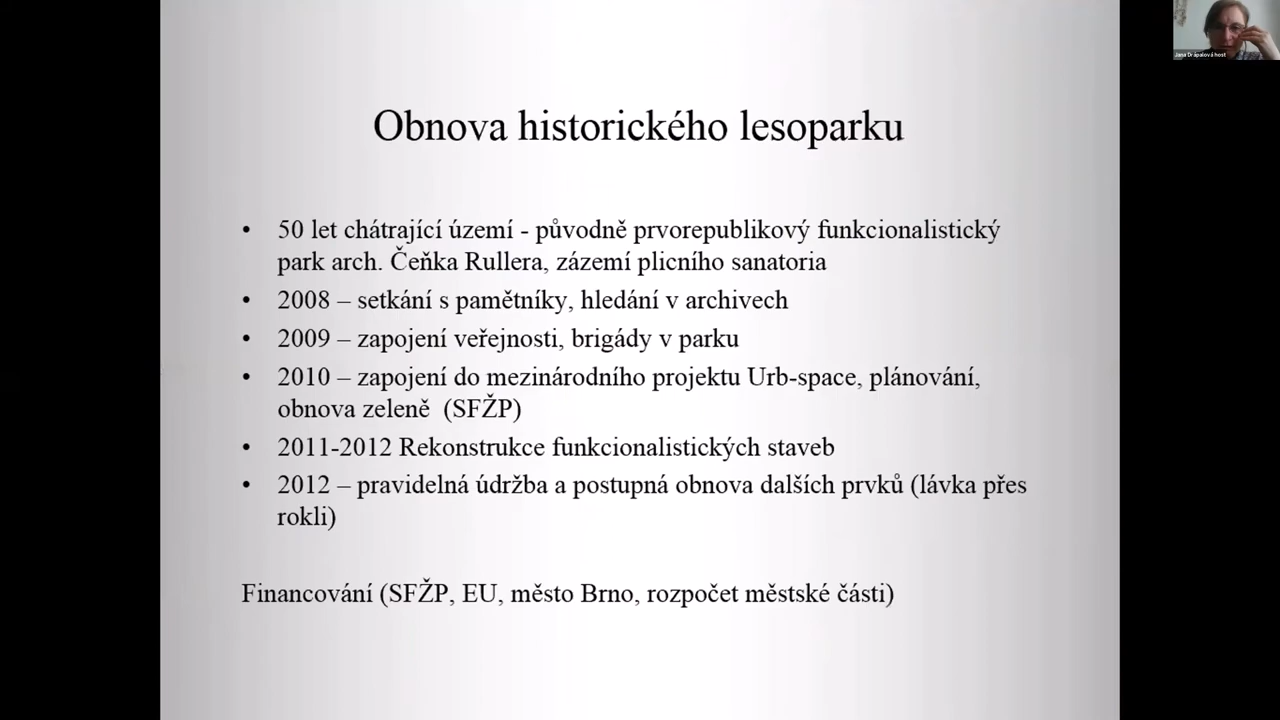 Jana Drápalová host
Obnova historického lesoparku
• 50 let chátrající území - původně prvorepublikový funkcionalistický
park arch. Čeňka Rullera, zázemí plicního sanatoria
• 2008 – setkání s pamětníky, hledání v archivech
• 2009 – zapojení veřejnosti, brigády v parku
• 2010 – zapojení do mezinárodního projektu Urb-space, plánování,
obnova zeleně (SFŽP)
• 2011-2012 Rekonstrukce funkcionalistických staveb
• 2012 – pravidelná údržba a postupná obnova dalších prvků (lávka přes
rokli)
Financování (SFŽP, EU, město Brno, rozpočet městské části)